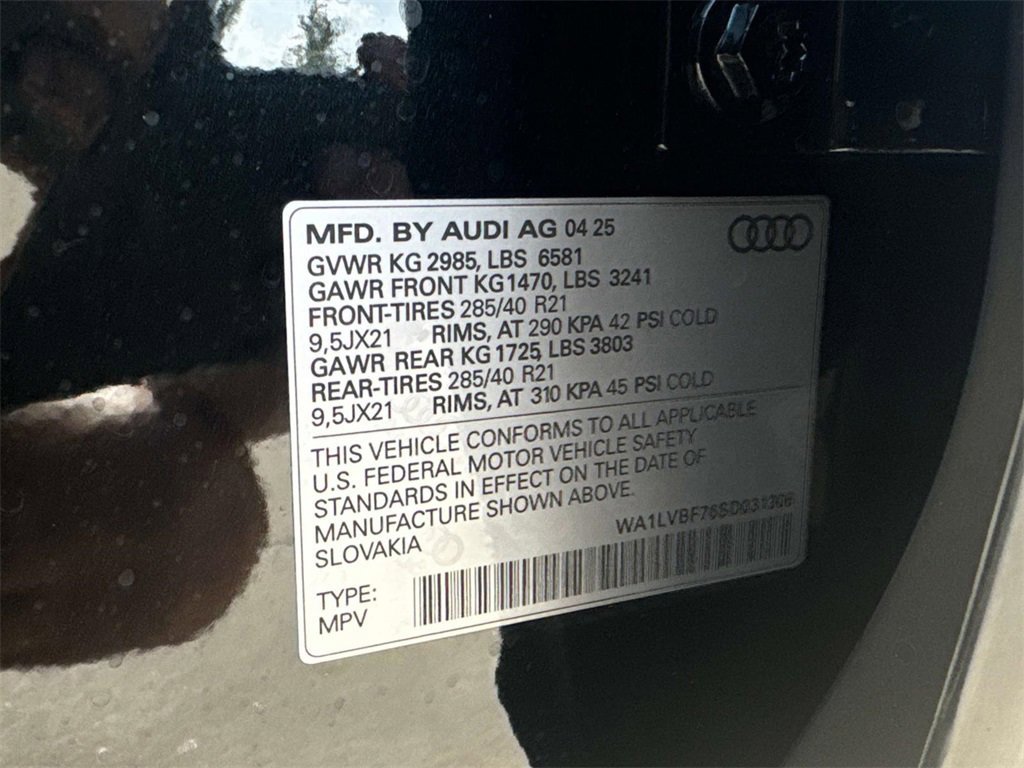 MFD. BY AUDI AG 04 25
GVWR KG 2985, LBS 6581
GAWR FRONT KG1470, LBS 3241
FRONT-TIRES 285/40 R21
9,5JX21 RIMS, AT 290 KPA 42 PSI COLD
GAWR REAR KG 1725, LBS 3803
REAR-TIRES 285/40 R21
9,5JX21 RIMS, AT 310 KPA 45 PSI COLD
THIS VEHICLE CONFORMS TO ALL APPLICABLE
U.S. FEDERAL MOTOR VEHICLE SAFETY
STANDARDS IN EFFECT ON THE DATE OF
MANUFACTURE SHOWN ABOVE.
SLOVAKIA
WA1LVBF76SD031306
TYPE:
MPV